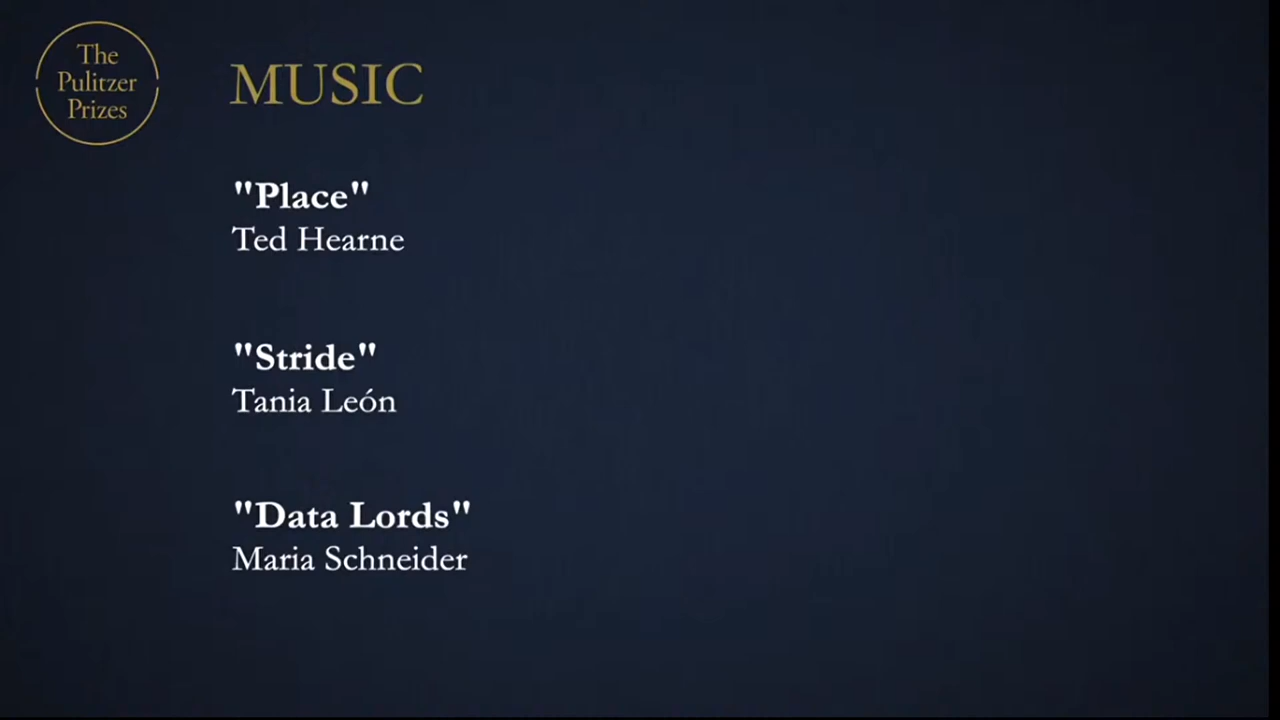 The
Pulitzer
Prizes
MUSIC
"Place"
Ted Hearne
"Stride"
Tania León
"Data Lords"
Maria Schneider